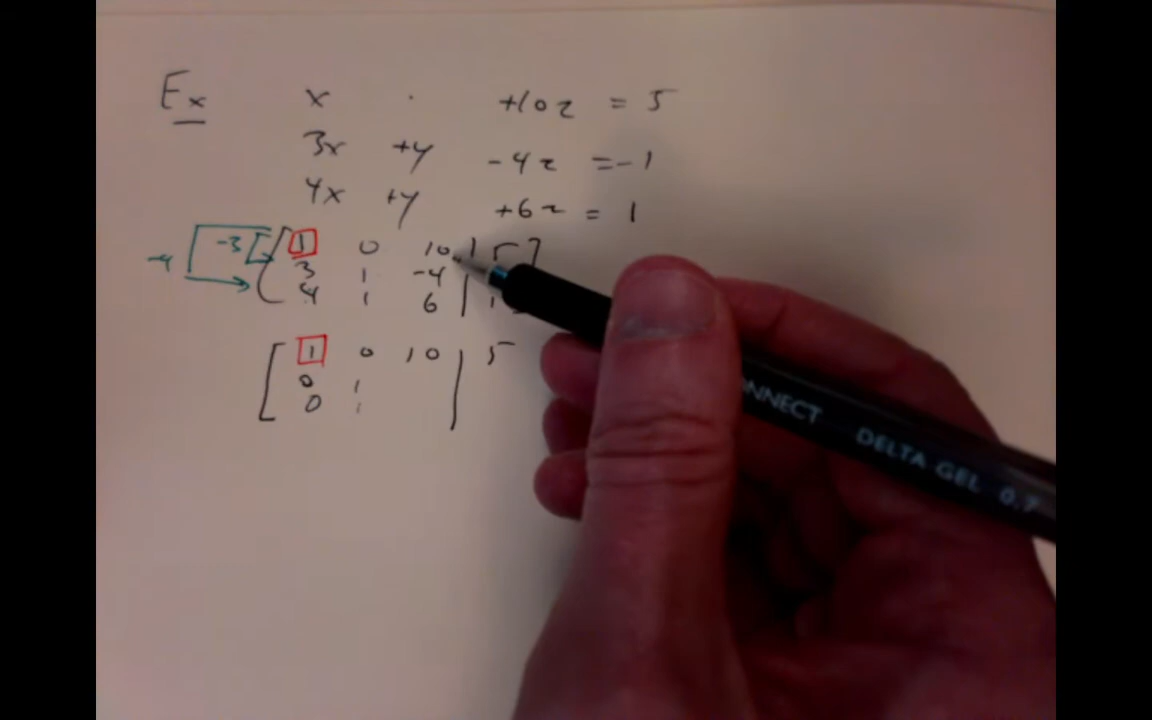 Ex x · +10z = 5
3x +y -4z = -1
4x +y +6z = 1
-4 -3 [ 1 0 10 | 5 ]
3 1 -4
4 1 6 | 1
[ 1 0 10 | 5
0 1
0 1
CONNECT DELTA GEL 0.7